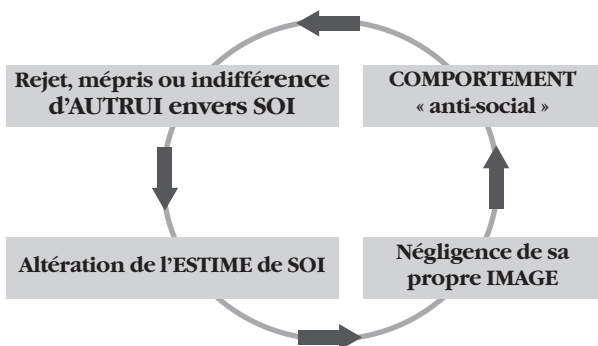 Rejet, mépris ou indifférence
d'AUTRUI envers SOI
COMPORTEMENT
« anti-social »
Altération de l'ESTIME de SOI
Négligence de sa
propre IMAGE